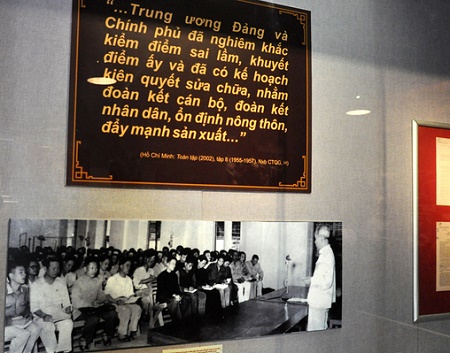 “...Trung ương Đảng và
Chính phủ đã nghiêm khắc
kiểm điểm sai lầm, khuyết
điểm ấy và đã có kế hoạch
kiên quyết sửa chữa, nhằm
đoàn kết cán bộ, đoàn kết
nhân dân, ổn định nông thôn,
đẩy mạnh sản xuất...”
(Hồ Chí Minh: Toàn tập (2002), tập 8 (1955-1957), Nxb CTQG, H)